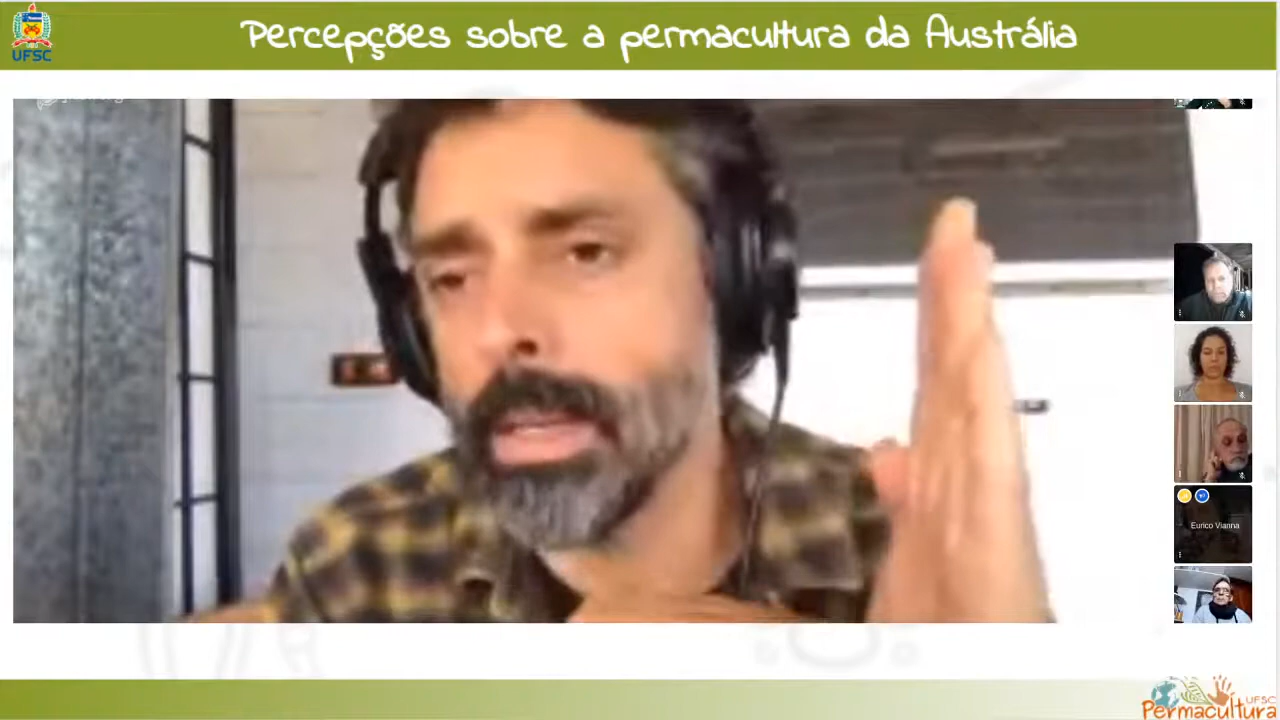 Percepções sobre a permacultura da Austrália
UFSC
Eurico Vianna
UFSC
Permacultura